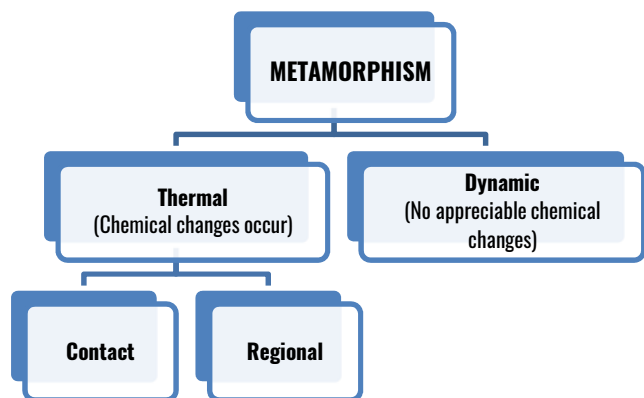 METAMORPHISM
Thermal
(Chemical changes occur)
Dynamic
(No appreciable chemical
changes)
Contact
Regional